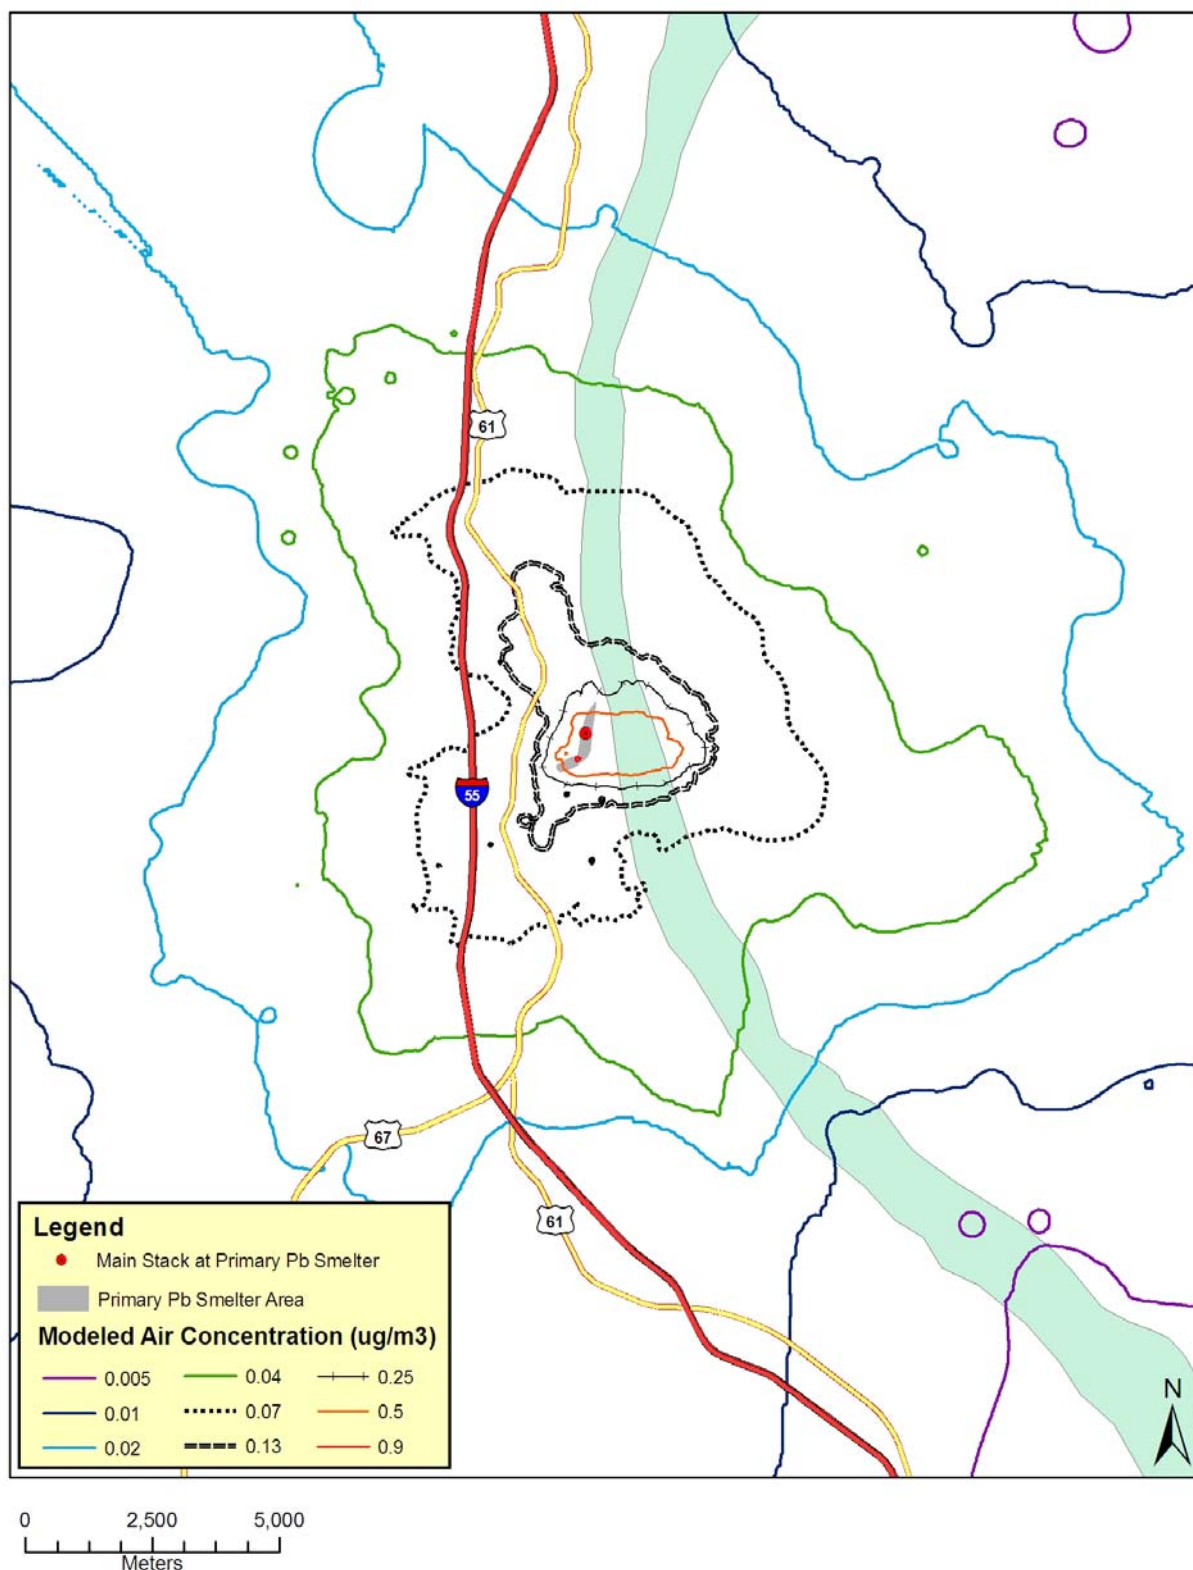 61
55
67
61
N
Legend
Main Stack at Primary Pb Smelter
Primary Pb Smelter Area
Modeled Air Concentration (ug/m3)
0.005 0.04 0.25
0.01 0.07 0.5
0.02 0.13 0.9
0 2,500 5,000
Meters